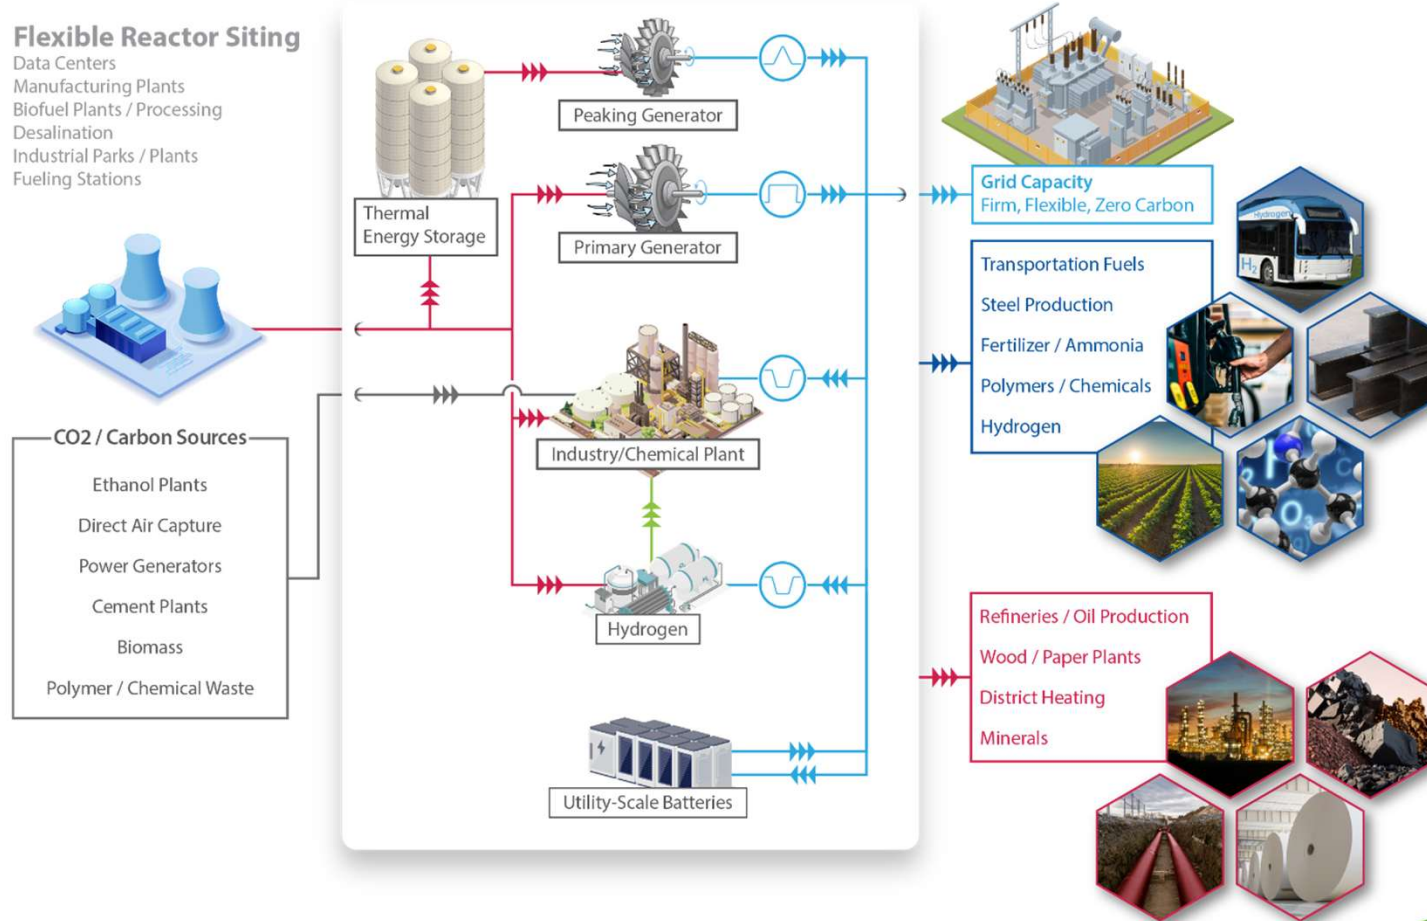 Flexible Reactor Siting
Data Centers
Manufacturing Plants
Biofuel Plants / Processing
Desalination
Industrial Parks / Plants
Fueling Stations
CO2 / Carbon Sources
Ethanol Plants
Direct Air Capture
Power Generators
Cement Plants
Biomass
Polymer / Chemical Waste
Thermal
Energy Storage
Peaking Generator
Primary Generator
Industry/Chemical Plant
Hydrogen
Utility-Scale Batteries
Grid Capacity
Firm, Flexible, Zero Carbon
Transportation Fuels
Steel Production
Fertilizer / Ammonia
Polymers / Chemicals
Hydrogen
Hydrogen
H2
O3
Refineries / Oil Production
Wood / Paper Plants
District Heating
Minerals